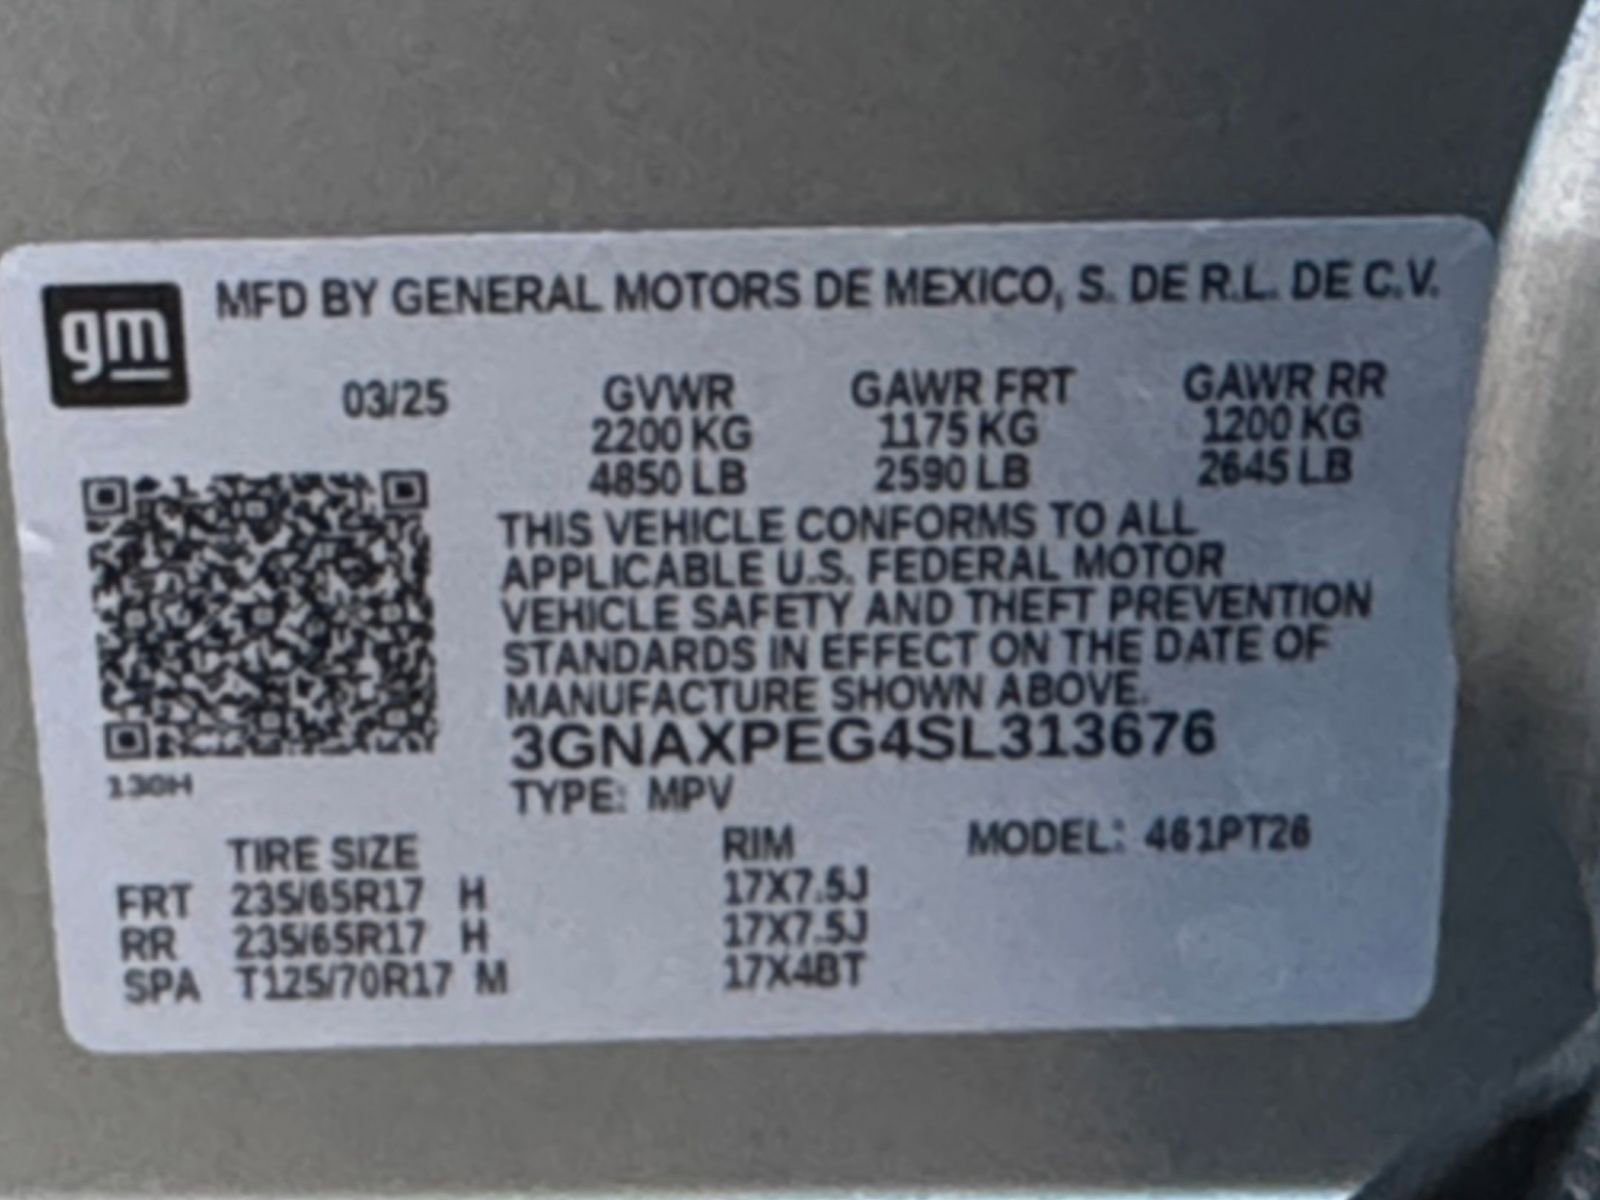 gm
MFD BY GENERAL MOTORS DE MEXICO, S. DE R.L. DE C.V.
03/25 GVWR GAWR FRT GAWR RR
2200 KG 1175 KG 1200 KG
4850 LB 2590 LB 2645 LB
THIS VEHICLE CONFORMS TO ALL
APPLICABLE U.S. FEDERAL MOTOR
VEHICLE SAFETY AND THEFT PREVENTION
STANDARDS IN EFFECT ON THE DATE OF
MANUFACTURE SHOWN ABOVE.
3GNAXPEG4SL313676
130H
TYPE: MPV
TIRE SIZE RIM MODEL: 461PT26
FRT 235/65R17 H 17X7.5J
RR 235/65R17 H 17X7.5J
SPA T125/70R17 M 17X4BT